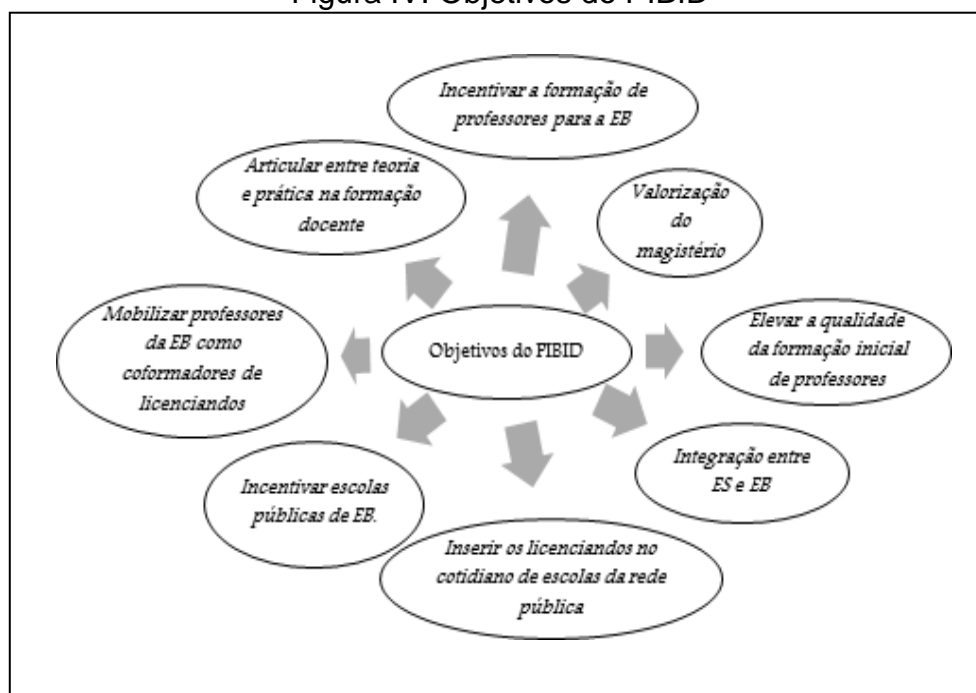 Figura IV: Objetivos do PIBID
Incentivar a formação de
professores para a EB
Articular entre teoria
e prática na formação
docente
Valorização
do
magistério
Mobilizar professores
da EB como
coformadores de
licenciandos
Objetivos do PIBID
Elevar a qualidade
da formação inicial
de professores
Incentivar escolas
públicas de EB.
Integração entre
ES e EB
Inserir os licenciandos no
cotidiano de escolas da rede
pública